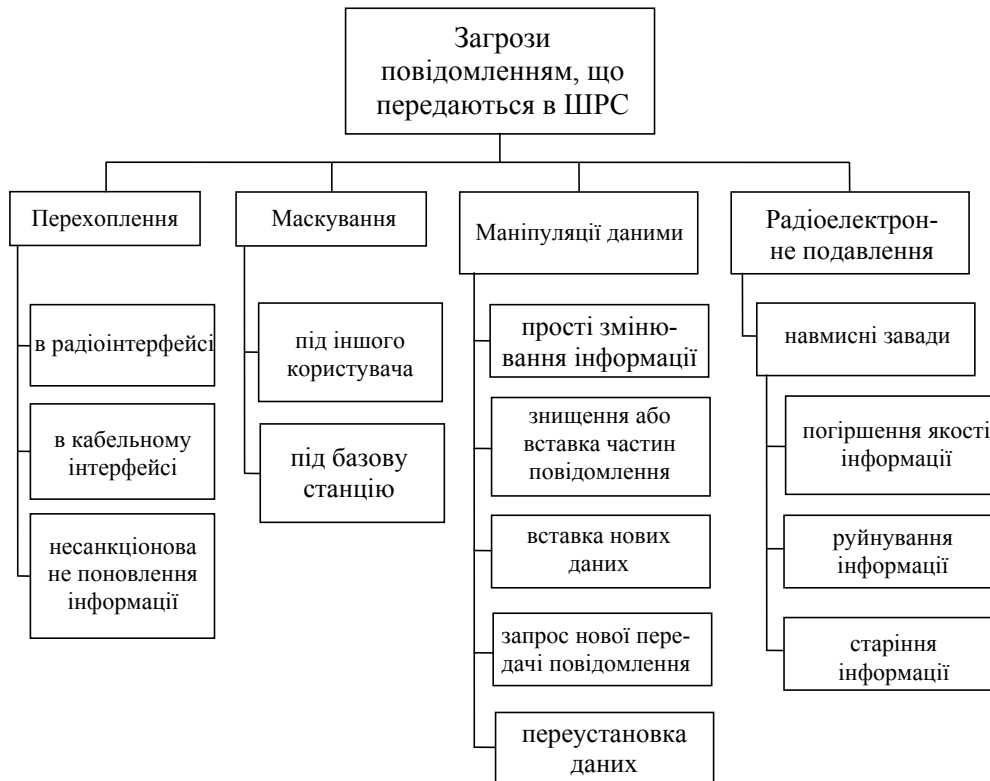 Загрози
повідомленням, що
передаються в ШРС
Перехоплення
в радіоінтерфейсі
в кабельному
інтерфейсі
несанкціонова
не поновлення
інформації
Маскування
під іншого
користувача
під базову
станцію
Маніпуляції даними
прості зміню-
вання інформації
знищення або
вставка частин
повідомлення
вставка нових
даних
запрос нової пере-
дачі повідомлення
переустановка
даних
Радіоелектрон-
не подавлення
навмисні завади
погіршення якості
інформації
руйнування
інформації
старіння
інформації